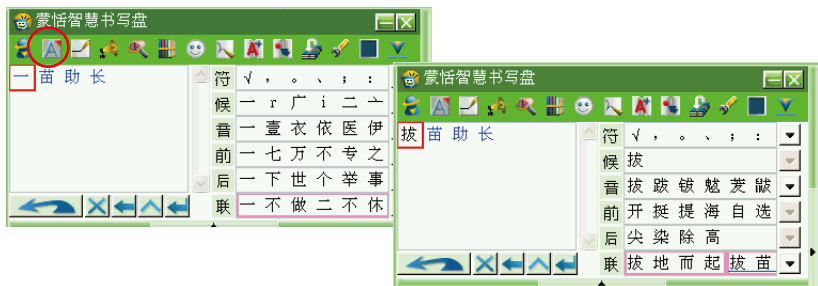 蒙恬智慧书写盘
一苗助长
符 √ ， 。 、 ； ：
候 一 r 广 i 二 亠
音 一 壹 衣 依 医 伊
前 一 七 万 不 专 之
后 一 下 世 个 举 事
联 一 不 做 二 不 休
蒙恬智慧书写盘
拔苗助长
符 √ ， 。 、 ； ：
候 拔
音 拔 跋 钹 魃 茇 鼥
前 开 挺 提 海 自 选
后 尖 染 除 高
联 拔 地 而 起 拔 苗